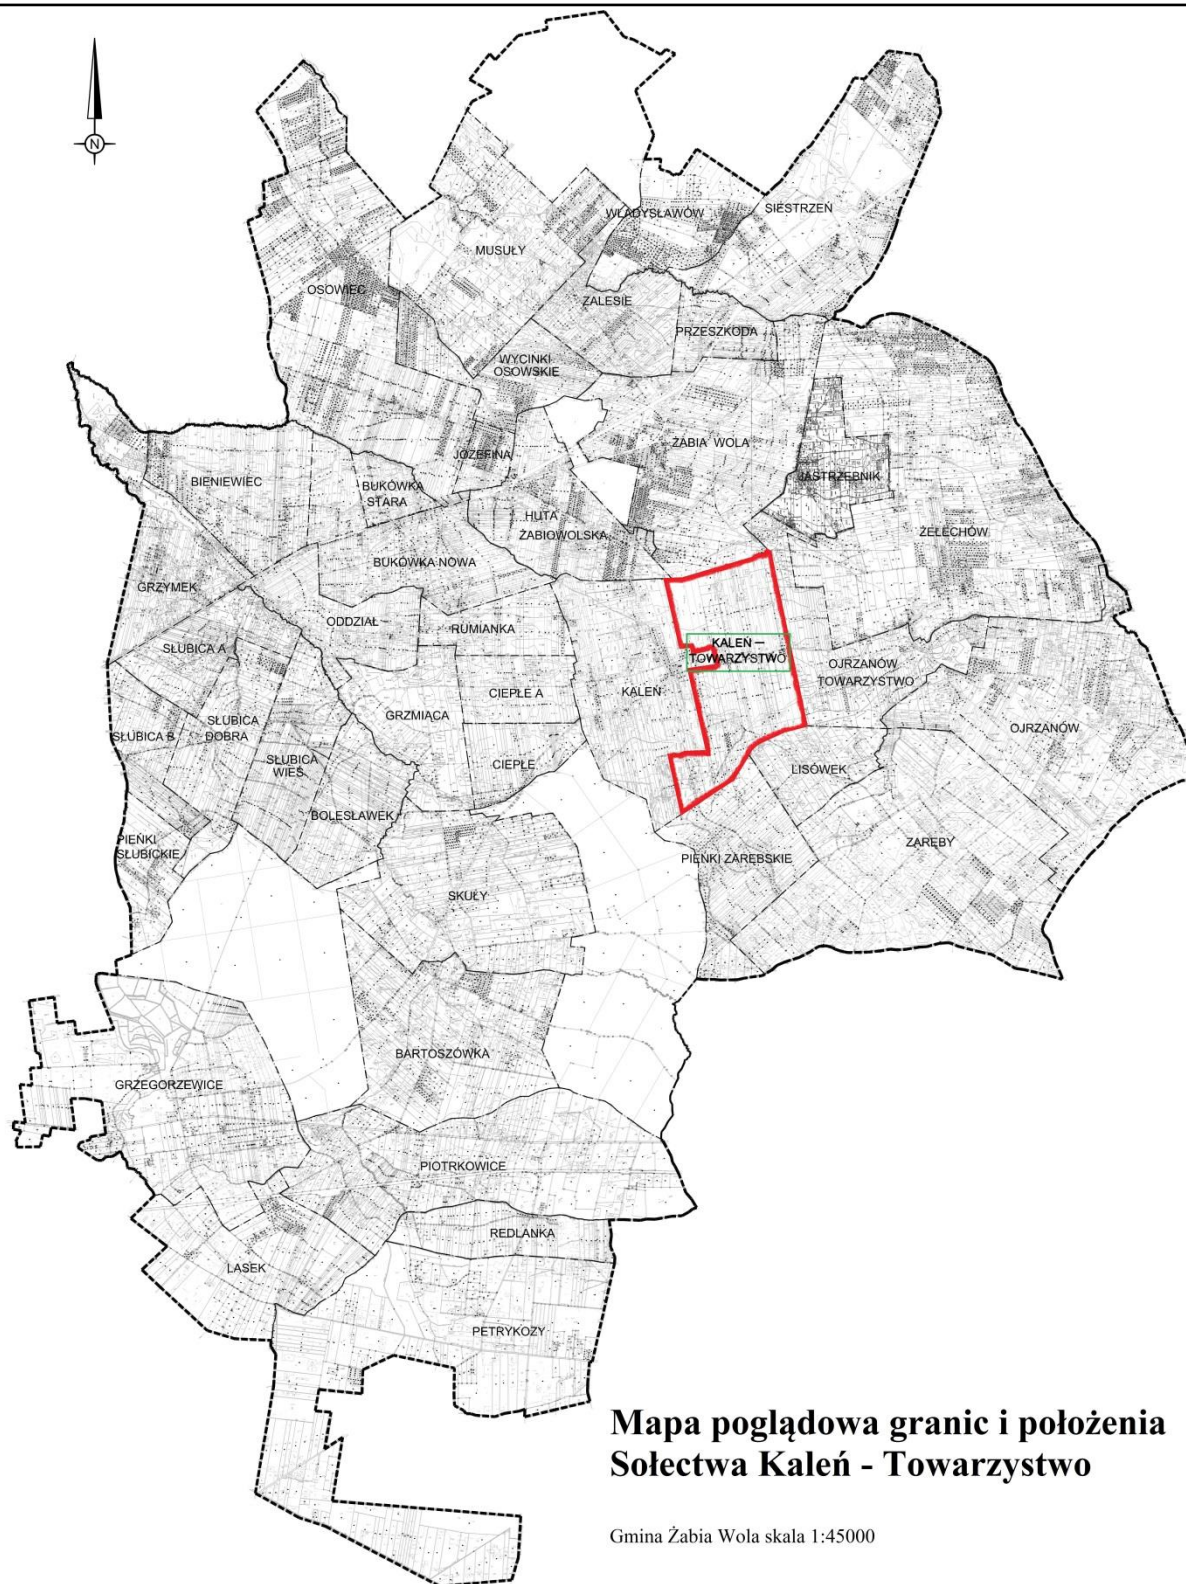 N
WŁADYSŁAWÓW
SIESTRZEŃ
MUSUŁY
OSOWIEC
ZALESIE
PRZESZKODA
WYCINKI
OSOWSKIE
ŻABIA WOLA
JÓZEFINA
JASTRZĘBNIK
BIENIEWIEC
BUKÓWKA
STARA
HUTA
ŻABIOWOLSKA
ŻELECHÓW
BUKÓWKA NOWA
GRZYMEK
ODDZIAŁ
RUMIANKA
SŁUBICA A
KALEŃ –
TOWARZYSTWO
OJRZANÓW
TOWARZYSTWO
CIEPŁE A
KALEŃ
GRZMIĄCA
SŁUBICA B
SŁUBICA
DOBRA
OJRZANÓW
SŁUBICA
WIEŚ
CIEPŁE
LISÓWEK
BOLESŁAWEK
PIEŃKI
SŁUBICKIE
PIEŃKI ZARĘBSKIE
ZARĘBY
SKUŁY
BARTOSZÓWKA
GRZEGORZEWICE
PIOTRKOWICE
REDLANKA
LASEK
PETRYKOZY
Mapa poglądowa granic i położenia
Sołectwa Kaleń - Towarzystwo
Gmina Żabia Wola skala 1:45000